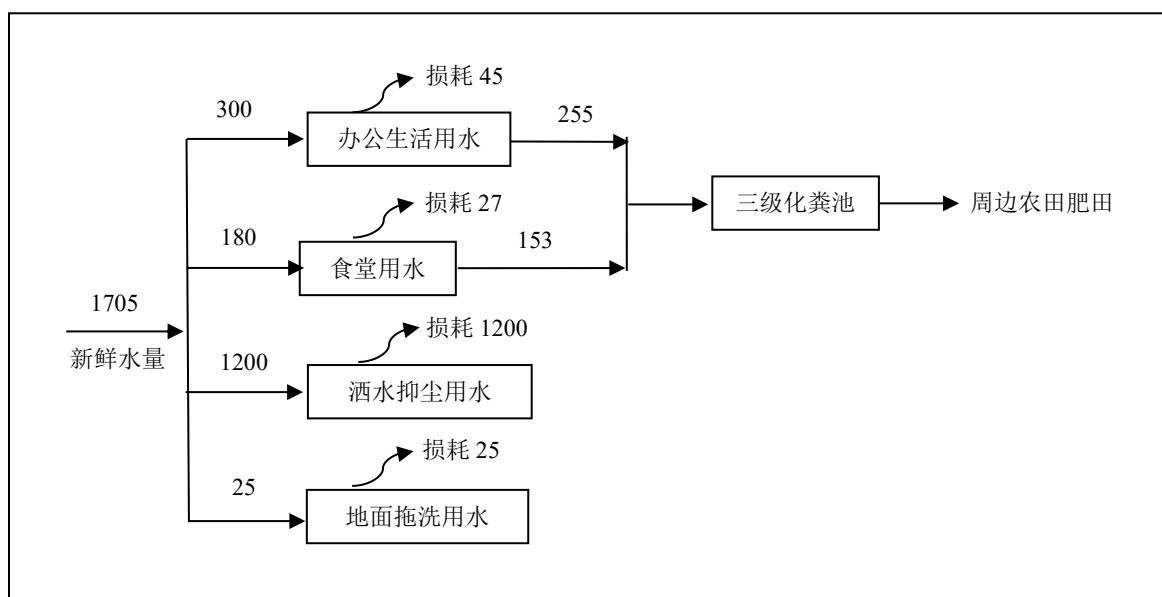 损耗 45
300
办公生活用水
255
三级化粪池
周边农田肥田
损耗 27
180
食堂用水
153
1705
新鲜水量
损耗 1200
1200
洒水抑尘用水
损耗 25
25
地面拖洗用水